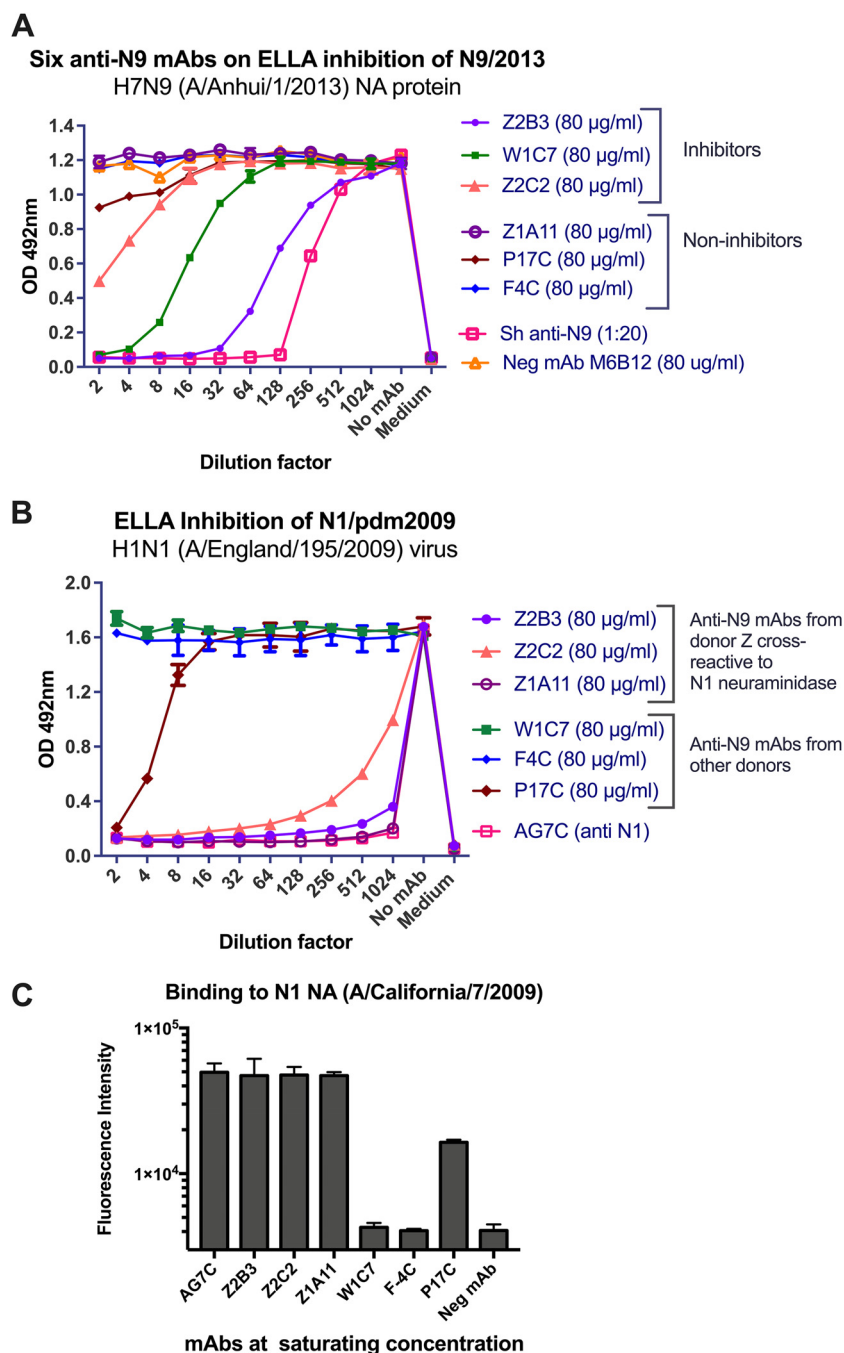 A
Six anti-N9 mAbs on ELLA inhibition of N9/2013
H7N9 (A/Anhui/1/2013) NA protein
OD 492nm
1.4
1.2
1.0
0.8
0.6
0.4
0.2
0.0
2
4
8
16
32
64
128
256
512
1024
No mAb
Medium
Dilution factor
Z2B3 (80 µg/ml)
W1C7 (80 µg/ml)
Z2C2 (80 µg/ml)
Inhibitors
Z1A11 (80 µg/ml)
P17C (80 µg/ml)
F4C (80 µg/ml)
Non-inhibitors
Sh anti-N9 (1:20)
Neg mAb M6B12 (80 ug/ml)
B
ELLA Inhibition of N1/pdm2009
H1N1 (A/England/195/2009) virus
OD 492nm
2.0
1.6
1.2
0.8
0.4
0.0
2
4
8
16
32
64
128
256
512
1024
No mAb
Medium
Dilution factor
Z2B3 (80 µg/ml)
Z2C2 (80 µg/ml)
Z1A11 (80 µg/ml)
Anti-N9 mAbs from
donor Z cross-
reactive to
N1 neuraminidase
W1C7 (80 µg/ml)
F4C (80 µg/ml)
P17C (80 µg/ml)
Anti-N9 mAbs from
other donors
AG7C (anti N1)
C
Binding to N1 NA (A/California/7/2009)
Fluorescence Intensity
1×10⁵
1×10⁴
AG7C
Z2B3
Z2C2
Z1A11
W1C7
F-4C
P17C
Neg mAb
mAbs at saturating concentration